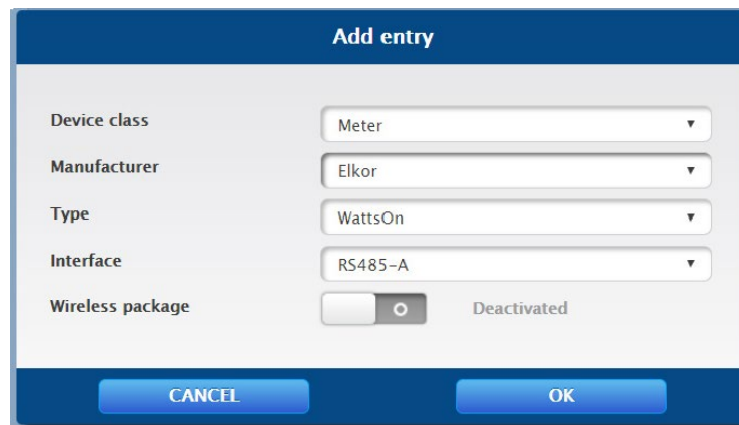 Add entry
Device class Meter
Manufacturer Elkor
Type WattsOn
Interface RS485-A
Wireless package Deactivated
CANCEL OK